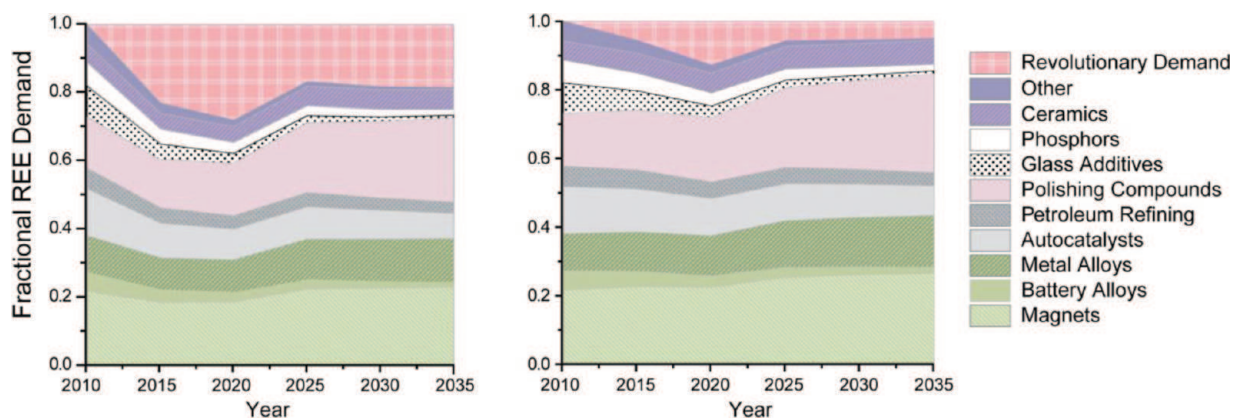 Fractional REE Demand
1.0
0.8
0.6
0.4
0.2
0.0
2010 2015 2020 2025 2030 2035
Year
1.0
0.8
0.6
0.4
0.2
0.0
2010 2015 2020 2025 2030 2035
Year
Revolutionary Demand
Other
Ceramics
Phosphors
Glass Additives
Polishing Compounds
Petroleum Refining
Autocatalysts
Metal Alloys
Battery Alloys
Magnets